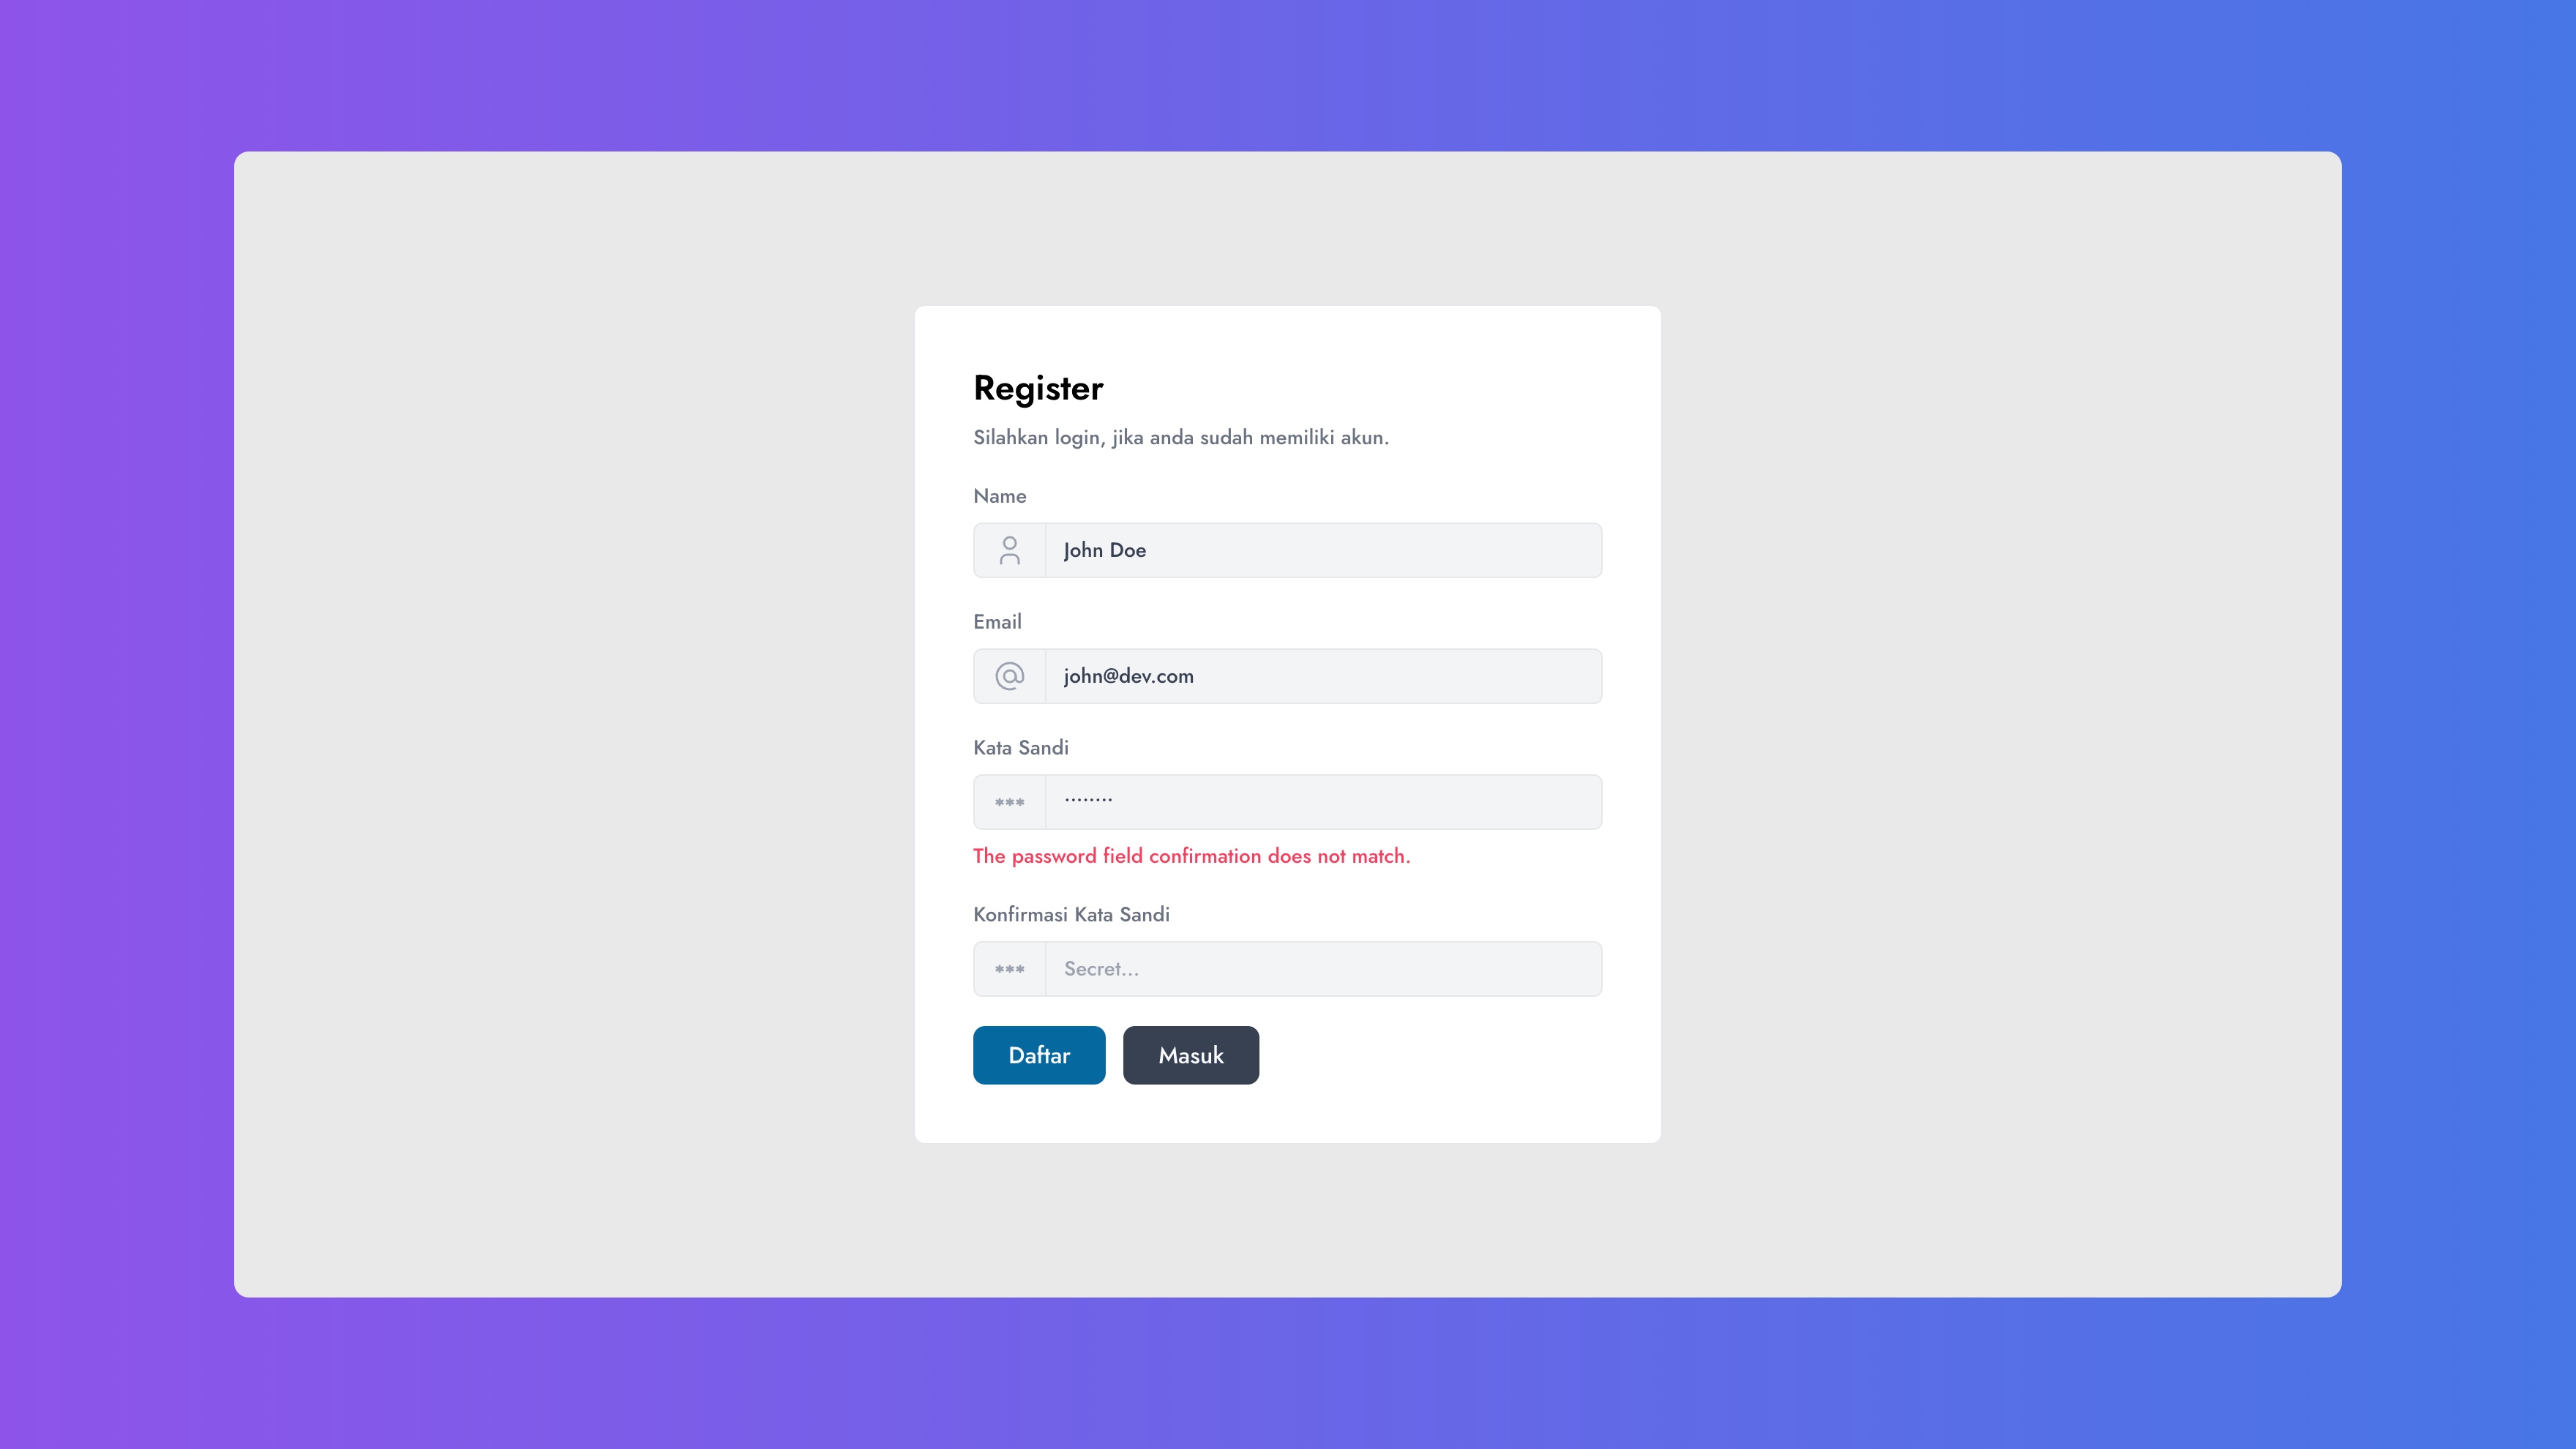 Register
Silahkan login, jika anda sudah memiliki akun.
Name
John Doe
Email
john@dev.com
Kata Sandi
*** ........
The password field confirmation does not match.
Konfirmasi Kata Sandi
*** Secret...
Daftar Masuk